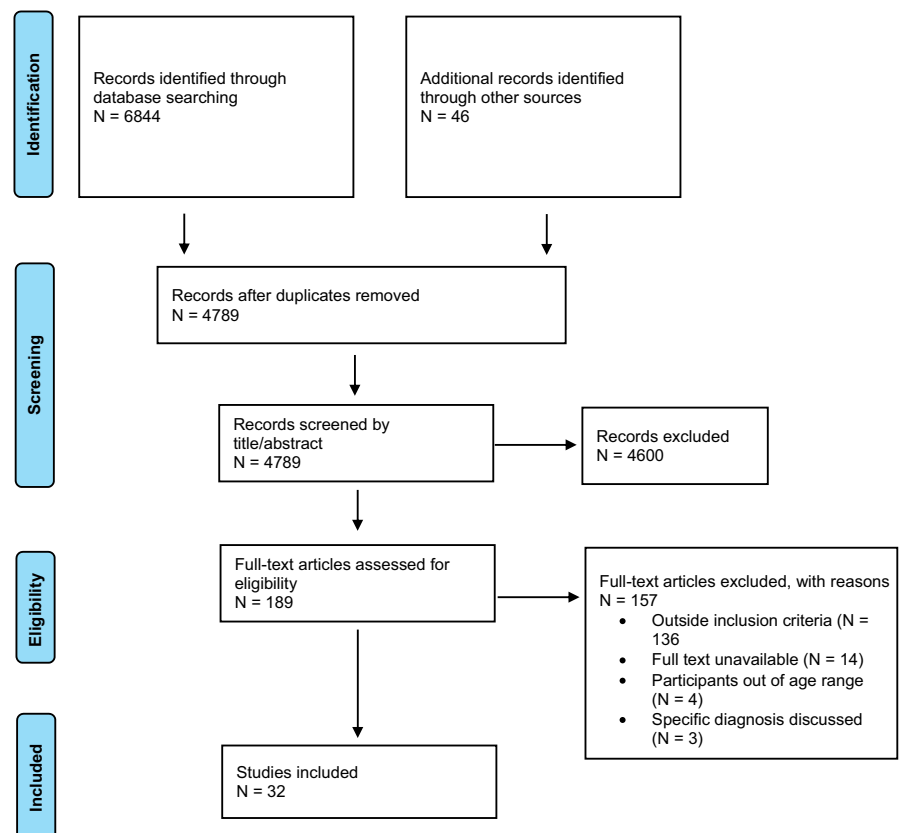 Identification
Records identified through
database searching
N = 6844
Additional records identified
through other sources
N = 46
Screening
Records after duplicates removed
N = 4789
Records screened by
title/abstract
N = 4789
Records excluded
N = 4600
Eligibility
Full-text articles assessed for
eligibility
N = 189
Full-text articles excluded, with reasons
N = 157
• Outside inclusion criteria (N =
136
• Full text unavailable (N = 14)
• Participants out of age range
(N = 4)
• Specific diagnosis discussed
(N = 3)
Included
Studies included
N = 32